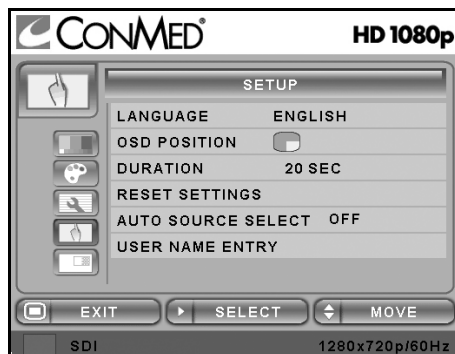 CONMED®
HD 1080p
SETUP
LANGUAGE ENGLISH
OSD POSITION
DURATION 20 SEC
RESET SETTINGS
AUTO SOURCE SELECT OFF
USER NAME ENTRY
EXIT SELECT MOVE
SDI 1280x720p/60Hz